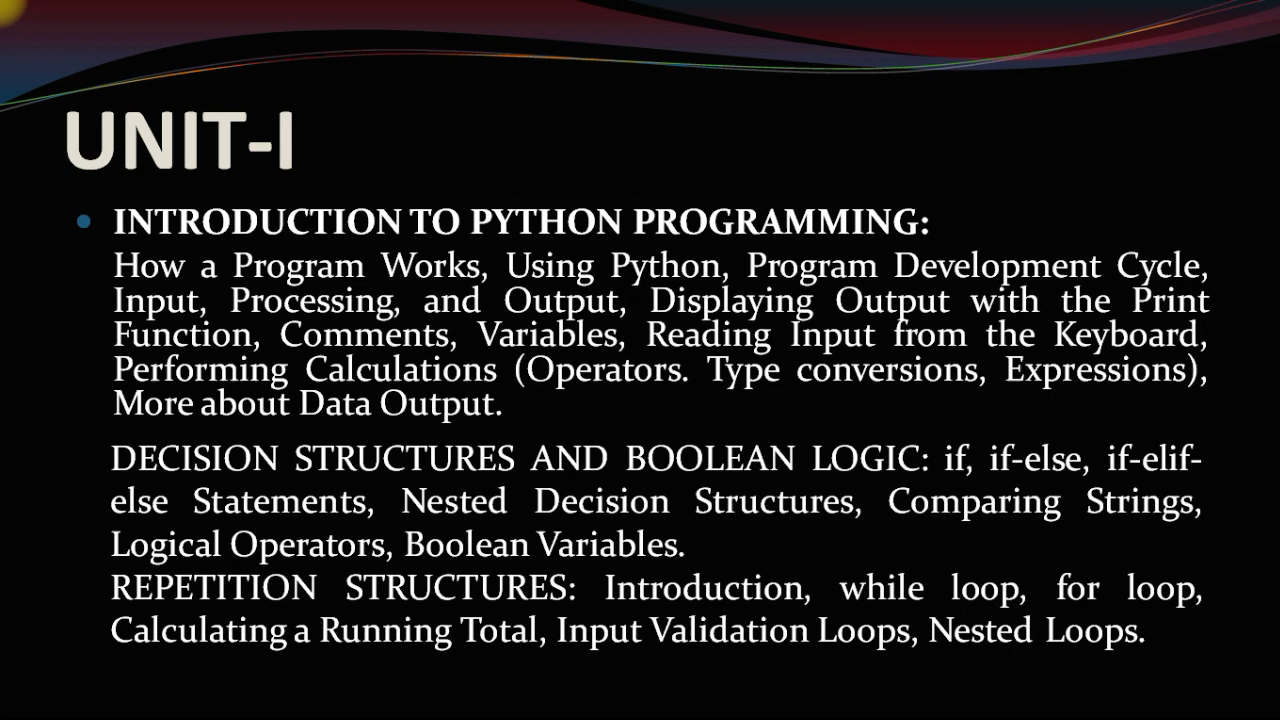 UNIT-I
• INTRODUCTION TO PYTHON PROGRAMMING:
How a Program Works, Using Python, Program Development Cycle,
Input, Processing, and Output, Displaying Output with the Print
Function, Comments, Variables, Reading Input from the Keyboard,
Performing Calculations (Operators. Type conversions, Expressions),
More about Data Output.
DECISION STRUCTURES AND BOOLEAN LOGIC: if, if-else, if-elif-
else Statements, Nested Decision Structures, Comparing Strings,
Logical Operators, Boolean Variables.
REPETITION STRUCTURES: Introduction, while loop, for loop,
Calculating a Running Total, Input Validation Loops, Nested Loops.